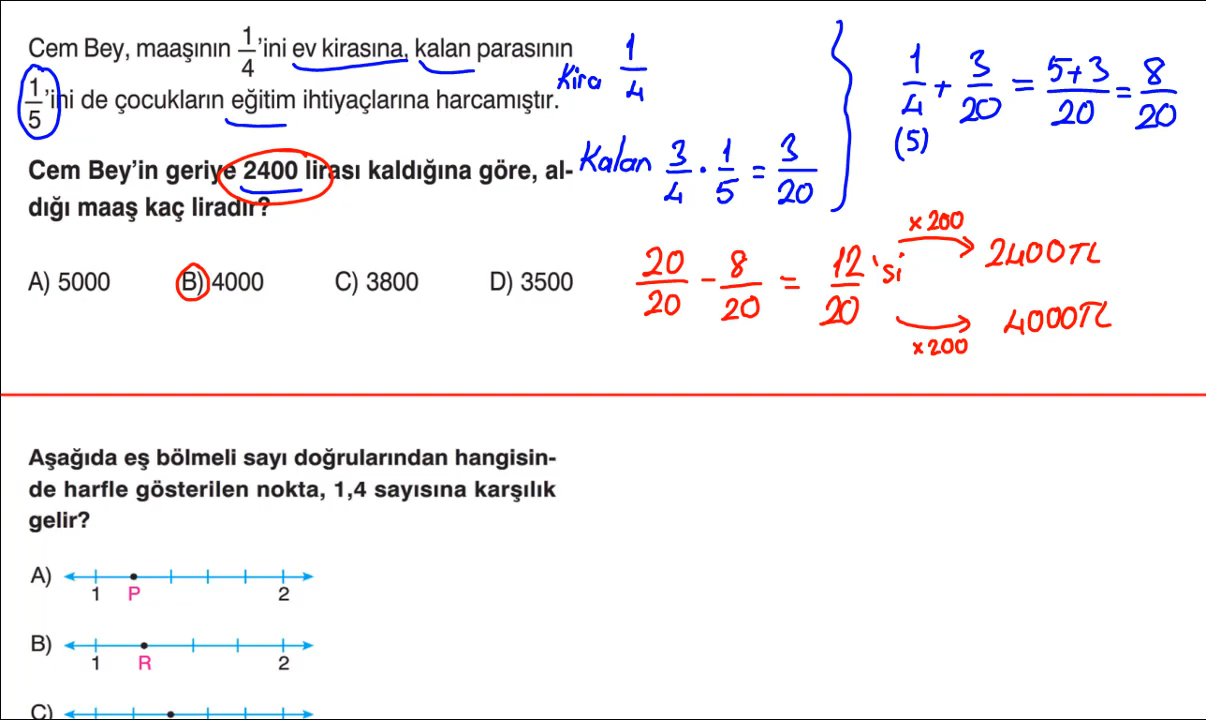 Cem Bey, maaşının 1/4'ini ev kirasına, kalan parasının
1/5'ini de çocukların eğitim ihtiyaçlarına harcamıştır.
Cem Bey'in geriye 2400 lirası kaldığına göre, al-
dığı maaş kaç liradır?
A) 5000 B) 4000 C) 3800 D) 3500
Kira 1/4
Kalan 3/4 · 1/5 = 3/20
1/4 + 3/20 = 5+3/20 = 8/20
(5)
20/20 - 8/20 = 12/20 'si
x200 2400TL
x200 4000TL
Aşağıda eş bölmeli sayı doğrularından hangisin-
de harfle gösterilen nokta, 1,4 sayısına karşılık
gelir?
A)
1 P 2
B)
1 R 2
C)